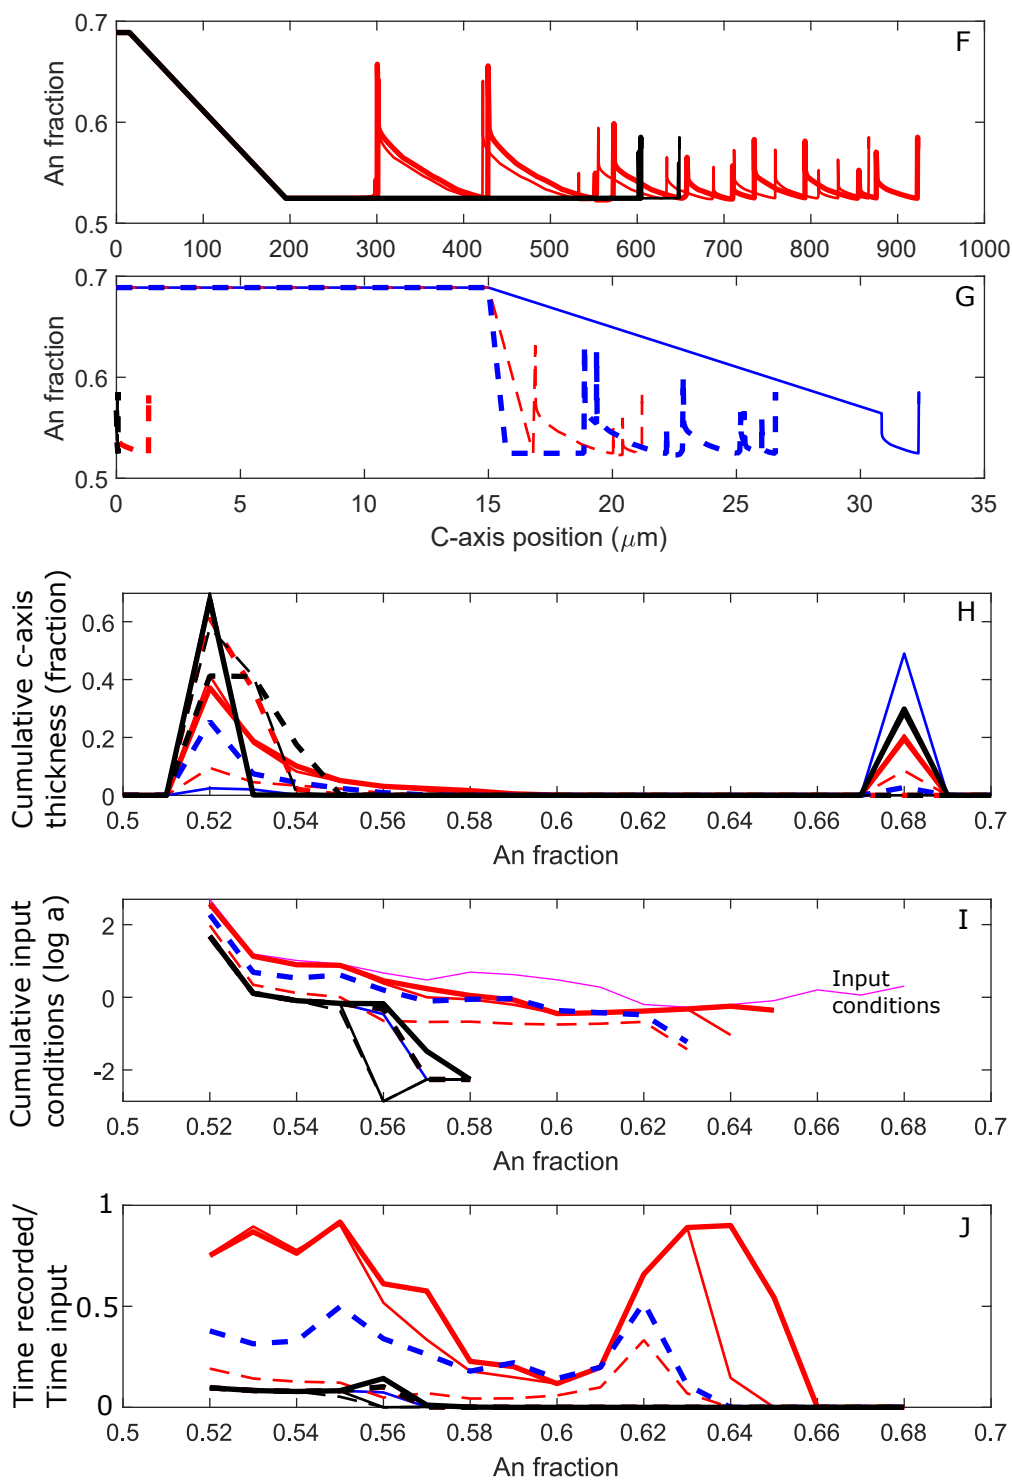 0.7
0.6
0.5
An fraction
F
0 100 200 300 400 500 600 700 800 900 1000
0.7
0.6
0.5
An fraction
G
0 5 10 15 20 25 30 35
C-axis position (μm)
Cumulative c-axis
thickness (fraction)
0.6
0.4
0.2
0
H
0.5 0.52 0.54 0.56 0.58 0.6 0.62 0.64 0.66 0.68 0.7
An fraction
Cumulative input
conditions (log a)
2
0
-2
I
Input
conditions
0.5 0.52 0.54 0.56 0.58 0.6 0.62 0.64 0.66 0.68 0.7
An fraction
Time recorded/
Time input
1
0.5
0
J
0.5 0.52 0.54 0.56 0.58 0.6 0.62 0.64 0.66 0.68 0.7
An fraction